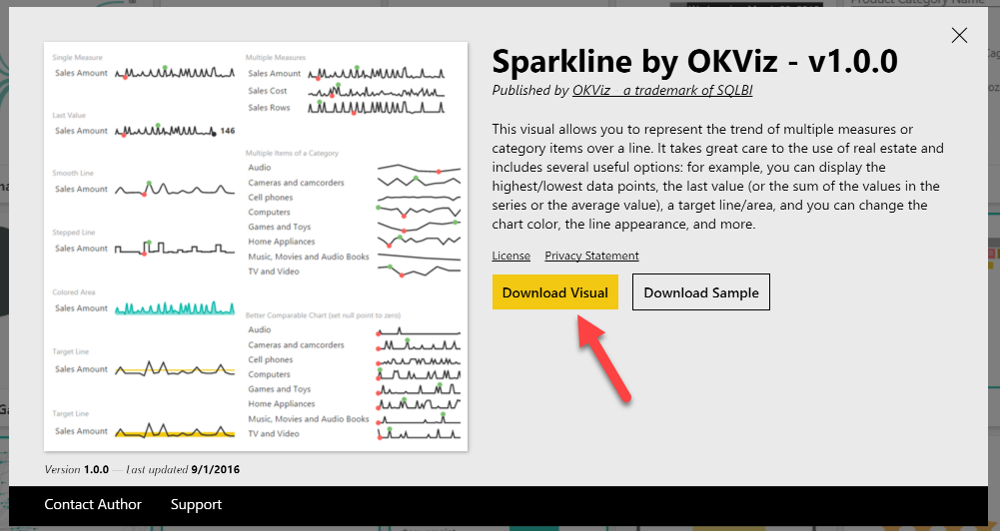 Product Category Name
Sparkline by OKViz - v1.0.0
Published by OKViz - a trademark of SQLBI
This visual allows you to represent the trend of multiple measures or
category items over a line. It takes great care to the use of real estate and
includes several useful options: for example, you can display the
highest/lowest data points, the last value (or the sum of the values in the
series or the average value), a target line/area, and you can change the
chart color, the line appearance, and more.
License Privacy Statement
Download Visual Download Sample
Single Measure
Sales Amount
Last Value
Sales Amount 146
Smooth Line
Sales Amount
Stepped Line
Sales Amount
Colored Area
Sales Amount
Target Line
Sales Amount
Target Line
Sales Amount
Multiple Measures
Sales Amount
Sales Cost
Sales Rows
Multiple Items of a Category
Audio
Cameras and camcorders
Cell phones
Computers
Games and Toys
Home Appliances
Music, Movies and Audio Books
TV and Video
Better Comparable Chart (set null point to zero)
Audio
Cameras and camcorders
Cell phones
Computers
Games and Toys
Home Appliances
Music, Movies and Audio Books
TV and Video
Version 1.0.0 — Last updated 9/1/2016
Contact Author Support